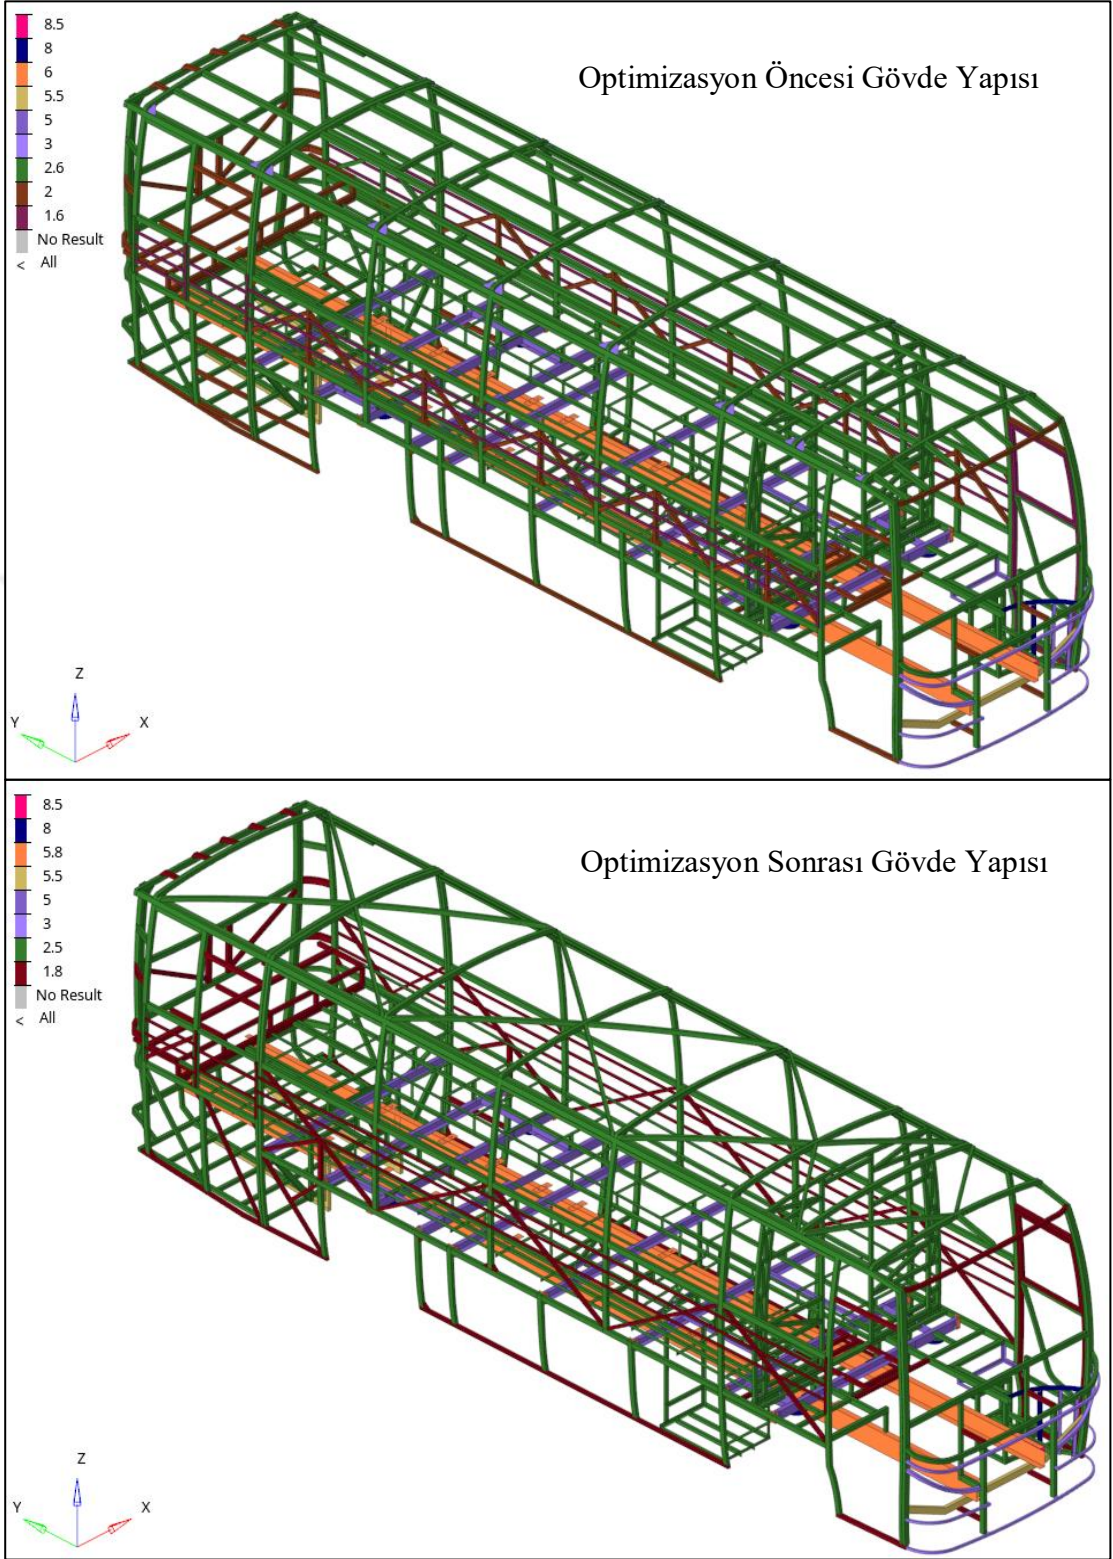 Optimizasyon Öncesi Gövde Yapısı
8.5
8
6
5.5
5
3
2.6
2
1.6
No Result
< All
Z
Y
X
Optimizasyon Sonrası Gövde Yapısı
8.5
8
5.8
5.5
5
3
2.5
1.8
No Result
< All
Z
Y
X